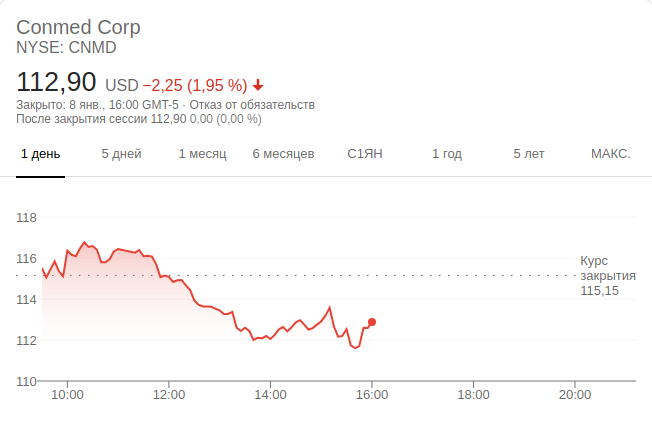 Conmed Corp
NYSE: CNMD
112,90 USD −2,25 (1,95 %)
Закрыто: 8 янв., 16:00 GMT-5 · Отказ от обязательств
После закрытия сессии 112,90 0,00 (0,00 %)
1 день 5 дней 1 месяц 6 месяцев С1ЯН 1 год 5 лет МАКС.
118
116
114
112
110
Курс
закрытия
115,15
10:00 12:00 14:00 16:00 18:00 20:00